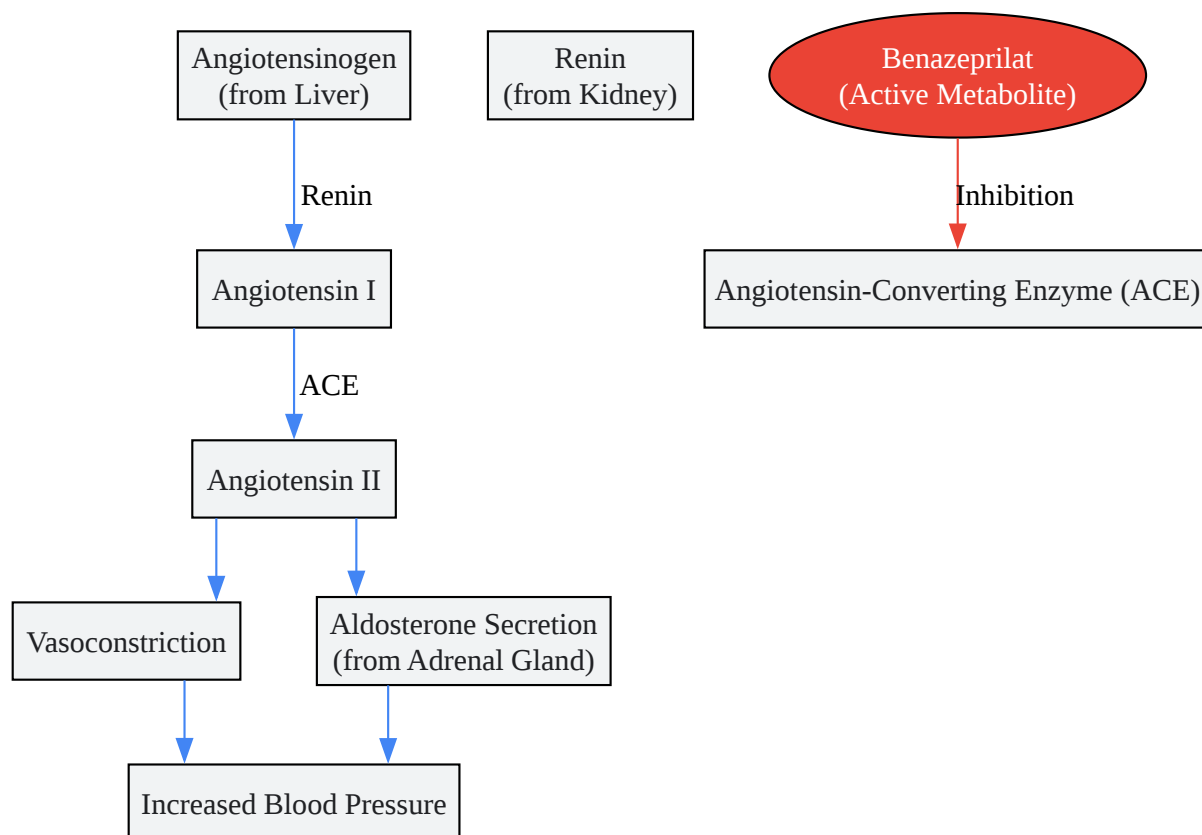 Angiotensinogen
(from Liver)
Renin
(from Kidney)
Benazeprilat
(Active Metabolite)
Renin
Inhibition
Angiotensin I
Angiotensin-Converting Enzyme (ACE)
ACE
Angiotensin II
Vasoconstriction
Aldosterone Secretion
(from Adrenal Gland)
Increased Blood Pressure